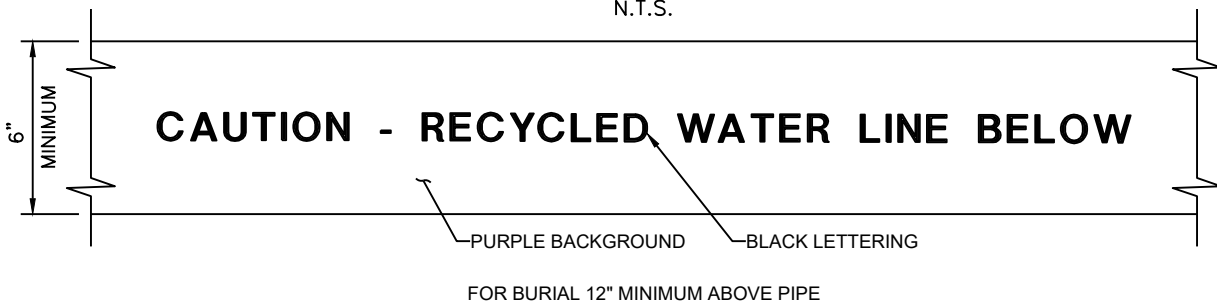 N.T.S.
6"
MINIMUM
CAUTION - RECYCLED WATER LINE BELOW
PURPLE BACKGROUND
BLACK LETTERING
FOR BURIAL 12" MINIMUM ABOVE PIPE